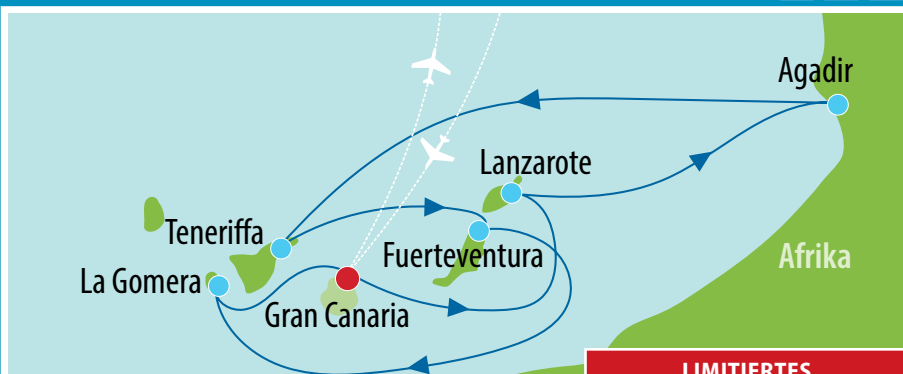 Agadir
Lanzarote
Teneriffa
Fuerteventura
Afrika
La Gomera
Gran Canaria
LIMITIERTES